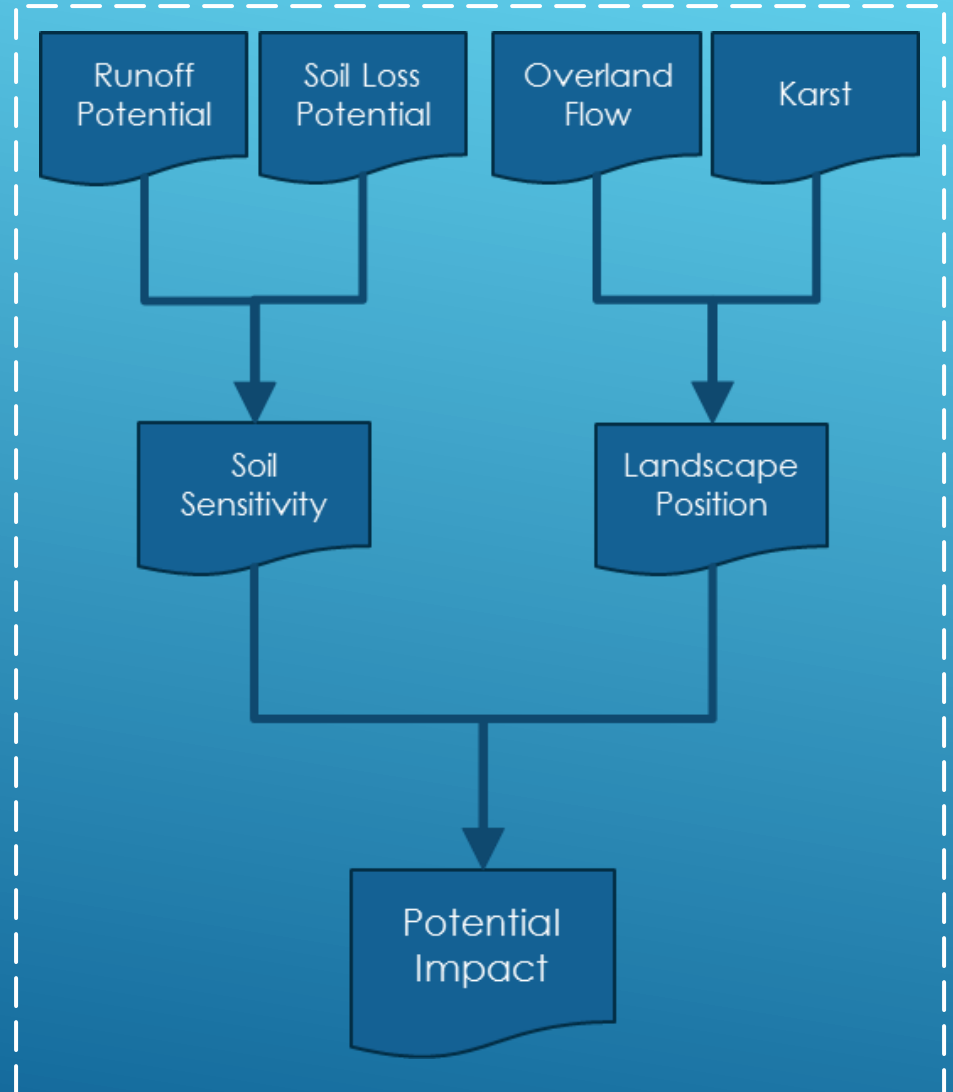 Runoff
Potential
Soil Loss
Potential
Overland
Flow
Karst
Soil
Sensitivity
Landscape
Position
Potential
Impact